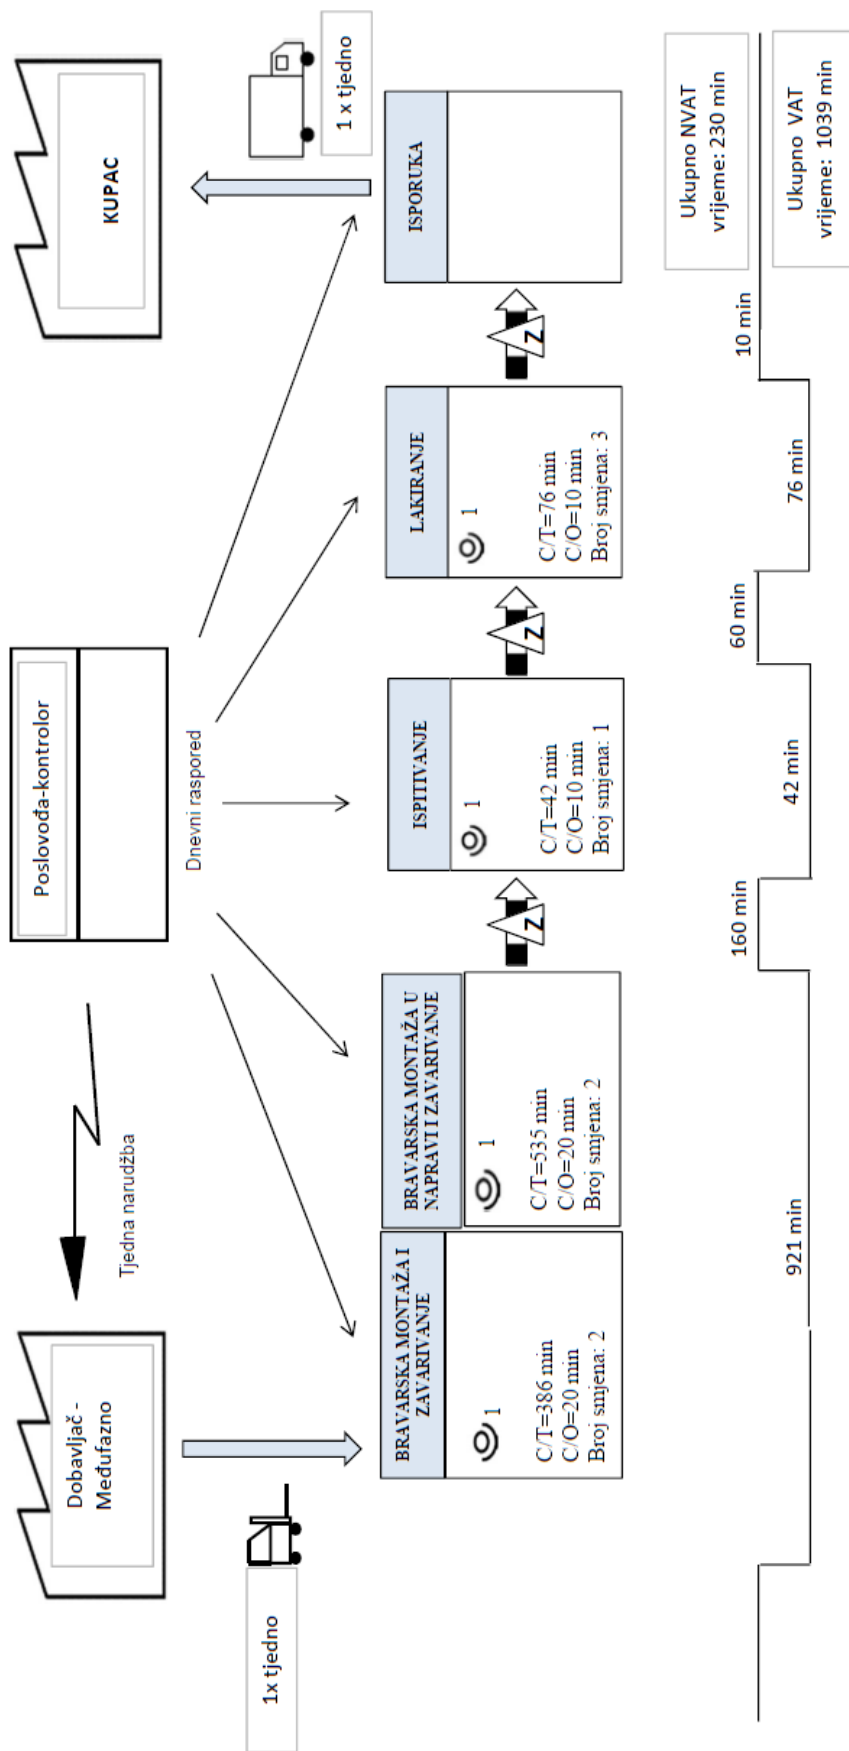 Dobavljač -
Međufazno
Tjedna narudžba
Poslovođa-kontrolor
Dnevni raspored
KUPAC
1x tjedno
1 x tjedno
BRAVARSKA MONTAŽA I
ZAVARIVANJE
1
C/T=386 min
C/O=20 min
Broj smjena: 2
BRAVARSKA MONTAŽA U
NAPRAVI I ZAVARIVANJE
1
C/T=535 min
C/O=20 min
Broj smjena: 2
Z
ISPITIVANJE
1
C/T=42 min
C/O=10 min
Broj smjena: 1
Z
LAKIRANJE
1
C/T=76 min
C/O=10 min
Broj smjena: 3
Z
ISPORUKA
921 min
160 min
42 min
60 min
76 min
10 min
Ukupno NVAT
vrijeme: 230 min
Ukupno VAT
vrijeme: 1039 min